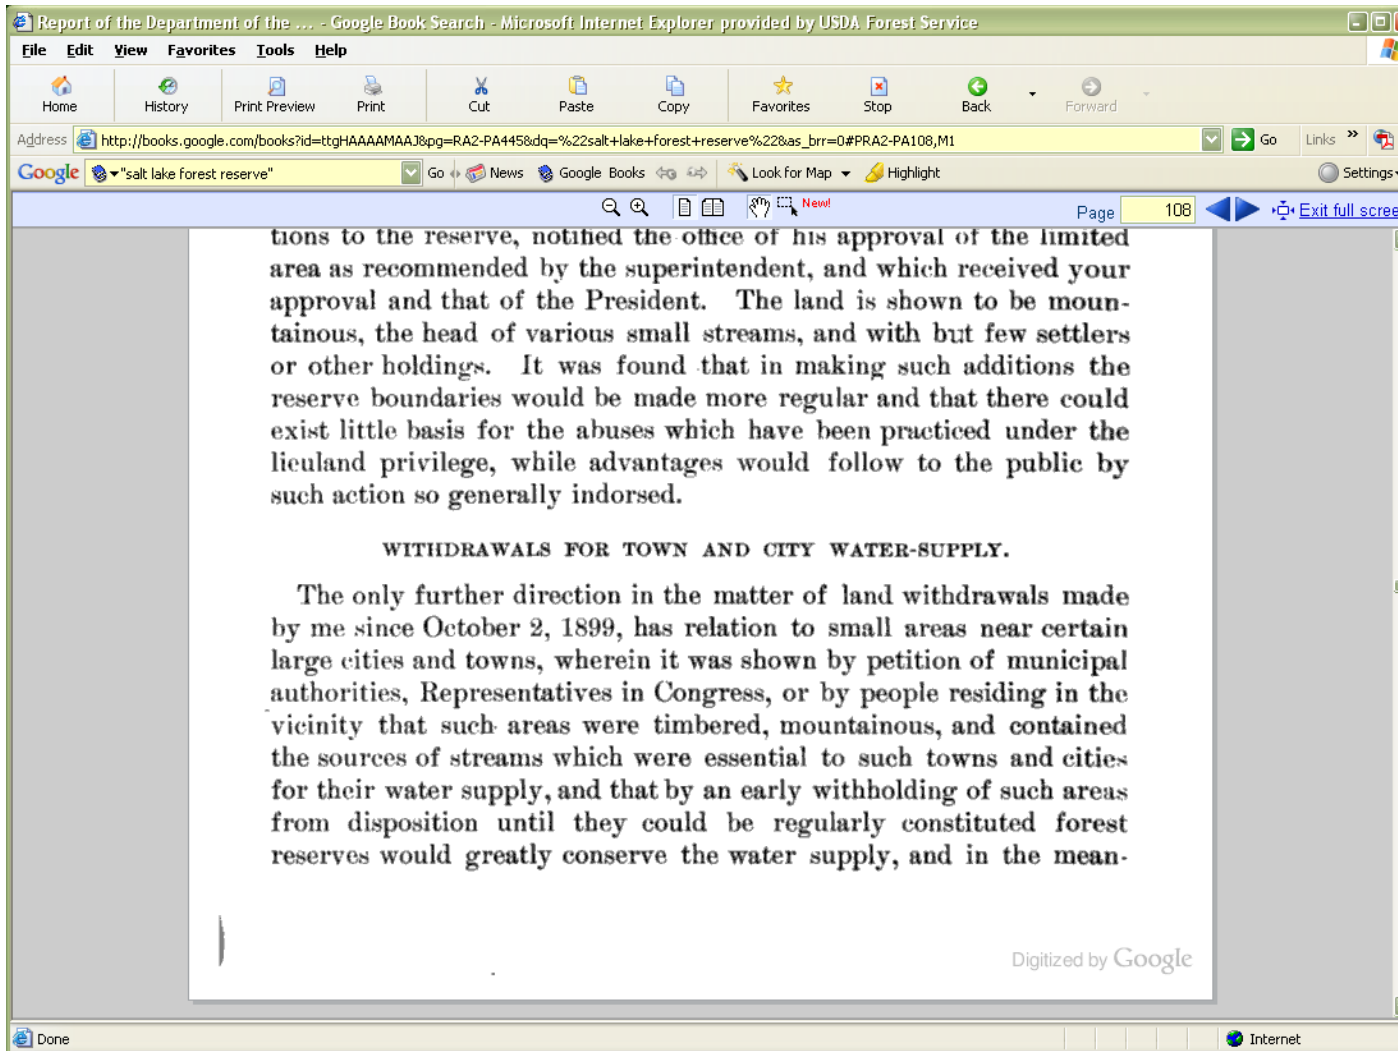 Report of the Department of the ... - Google Book Search - Microsoft Internet Explorer provided by USDA Forest Service
File Edit View Favorites Tools Help
Home History Print Preview Print Cut Paste Copy Favorites Stop Back Forward
Address http://books.google.com/books?id=ttgHAAAAMAAJ&pg=RA2-PA445&dq=%22salt+lake+forest+reserve%22&as_brr=0#PRA2-PA108,M1 Go Links »
Google "salt lake forest reserve" Go News Google Books Look for Map Highlight Settings
New! Page 108 Exit full scree
tions to the reserve, notified the office of his approval of the limited
area as recommended by the superintendent, and which received your
approval and that of the President. The land is shown to be moun-
tainous, the head of various small streams, and with but few settlers
or other holdings. It was found that in making such additions the
reserve boundaries would be made more regular and that there could
exist little basis for the abuses which have been practiced under the
lieuland privilege, while advantages would follow to the public by
such action so generally indorsed.
WITHDRAWALS FOR TOWN AND CITY WATER-SUPPLY.
The only further direction in the matter of land withdrawals made
by me since October 2, 1899, has relation to small areas near certain
large cities and towns, wherein it was shown by petition of municipal
authorities, Representatives in Congress, or by people residing in the
vicinity that such areas were timbered, mountainous, and contained
the sources of streams which were essential to such towns and cities
for their water supply, and that by an early withholding of such areas
from disposition until they could be regularly constituted forest
reserves would greatly conserve the water supply, and in the mean-
Digitized by Google
Done Internet